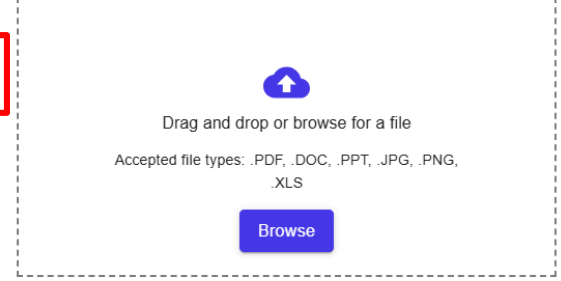 Drag and drop or browse for a file
Accepted file types: .PDF, .DOC, .PPT, .JPG, .PNG,
.XLS
Browse